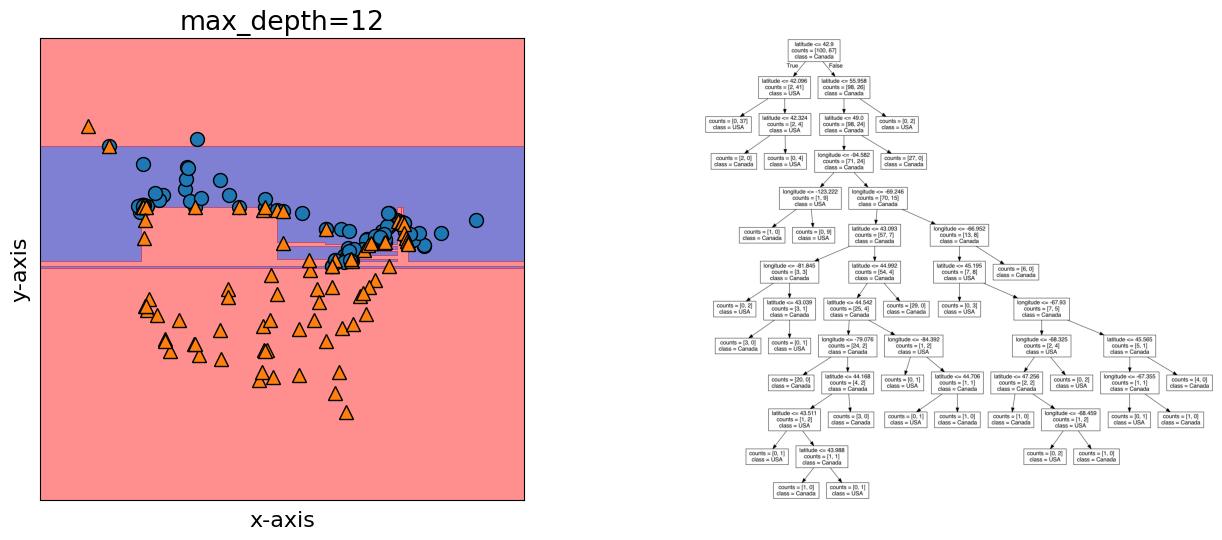 max_depth=12
y-axis
x-axis
latitude <= 42.9
counts = [100, 67]
class = Canada
True
False
latitude <= 42.096
counts = [2, 41]
class = USA
latitude <= 55.958
counts = [98, 26]
class = Canada
counts = [0, 37]
class = USA
latitude <= 42.324
counts = [2, 4]
class = USA
latitude <= 49.0
counts = [98, 24]
class = Canada
counts = [0, 2]
class = USA
counts = [2, 0]
class = Canada
counts = [0, 4]
class = USA
longitude <= -94.582
counts = [71, 24]
class = Canada
counts = [27, 0]
class = Canada
longitude <= -123.222
counts = [1, 9]
class = USA
longitude <= -69.246
counts = [70, 15]
class = Canada
counts = [1, 0]
class = Canada
counts = [0, 9]
class = USA
latitude <= 43.093
counts = [57, 7]
class = Canada
longitude <= -66.952
counts = [13, 8]
class = Canada
longitude <= -81.845
counts = [3, 3]
class = Canada
latitude <= 44.992
counts = [54, 4]
class = Canada
latitude <= 45.195
counts = [7, 8]
class = USA
counts = [6, 0]
class = Canada
counts = [0, 2]
class = USA
latitude <= 43.039
counts = [3, 1]
class = Canada
latitude <= 44.542
counts = [25, 4]
class = Canada
counts = [29, 0]
class = Canada
counts = [0, 3]
class = USA
longitude <= -67.93
counts = [7, 5]
class = Canada
counts = [3, 0]
class = Canada
counts = [0, 1]
class = USA
longitude <= -79.076
counts = [24, 2]
class = Canada
longitude <= -84.392
counts = [1, 2]
class = USA
longitude <= -68.325
counts = [2, 4]
class = USA
latitude <= 45.565
counts = [5, 1]
class = Canada
counts = [20, 0]
class = Canada
latitude <= 44.168
counts = [4, 2]
class = Canada
counts = [0, 1]
class = USA
latitude <= 44.706
counts = [1, 1]
class = Canada
latitude <= 47.256
counts = [2, 2]
class = Canada
counts = [0, 2]
class = USA
longitude <= -67.355
counts = [1, 1]
class = Canada
counts = [4, 0]
class = Canada
latitude <= 43.511
counts = [1, 2]
class = USA
counts = [3, 0]
class = Canada
counts = [0, 1]
class = USA
counts = [1, 0]
class = Canada
counts = [1, 0]
class = Canada
longitude <= -68.459
counts = [1, 2]
class = USA
counts = [0, 1]
class = USA
counts = [1, 0]
class = Canada
counts = [0, 1]
class = USA
latitude <= 43.988
counts = [1, 1]
class = Canada
counts = [0, 2]
class = USA
counts = [1, 0]
class = Canada
counts = [1, 0]
class = Canada
counts = [0, 1]
class = USA